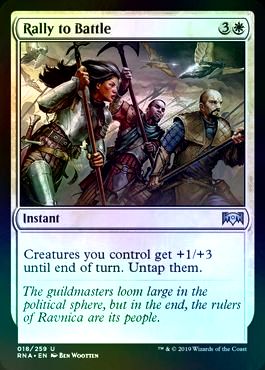 Rally to Battle 3
Instant
Creatures you control get +1/+3
until end of turn. Untap them.
The guildmasters loom large in the
political sphere, but in the end, the rulers
of Ravnica are its people.
018/259 U
RNA • EN BEN WOOTTEN
™ & © 2019 Wizards of the Coast